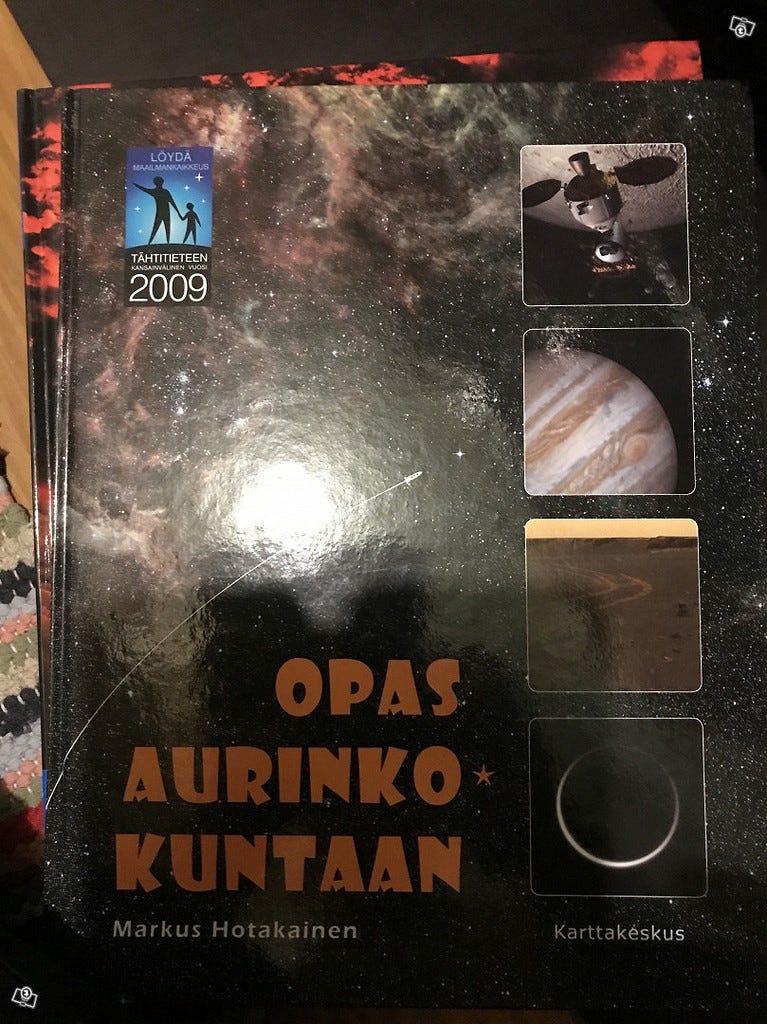 LÖYDÄ
MAAILMANKAIKKEUS
TÄHTITIETEEN
KANSAINVÄLINEN VUOSI
2009
OPAS
AURINKO★
KUNTAAN
Markus Hotakainen
Karttakeskus